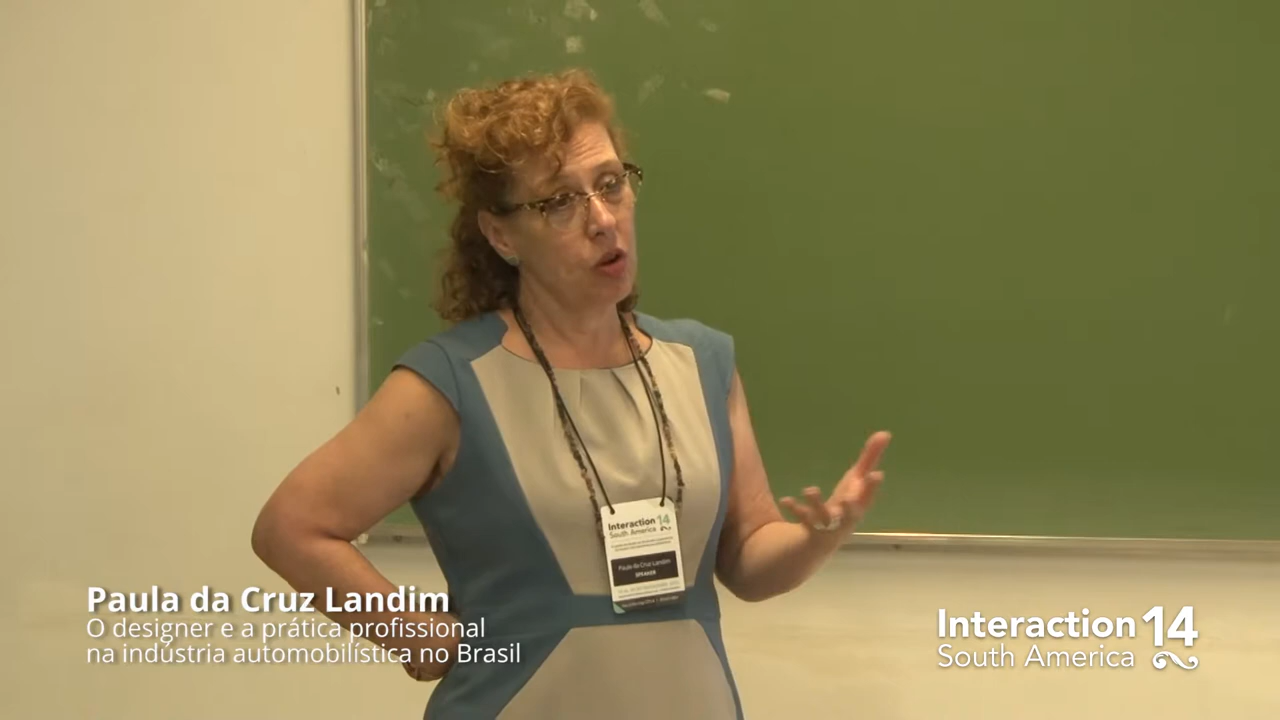 Interaction 14
South America
Paula da Cruz Landim
SPEAKER
Paula da Cruz Landim
O designer e a prática profissional
na indústria automobilística no Brasil
Interaction 14
South America